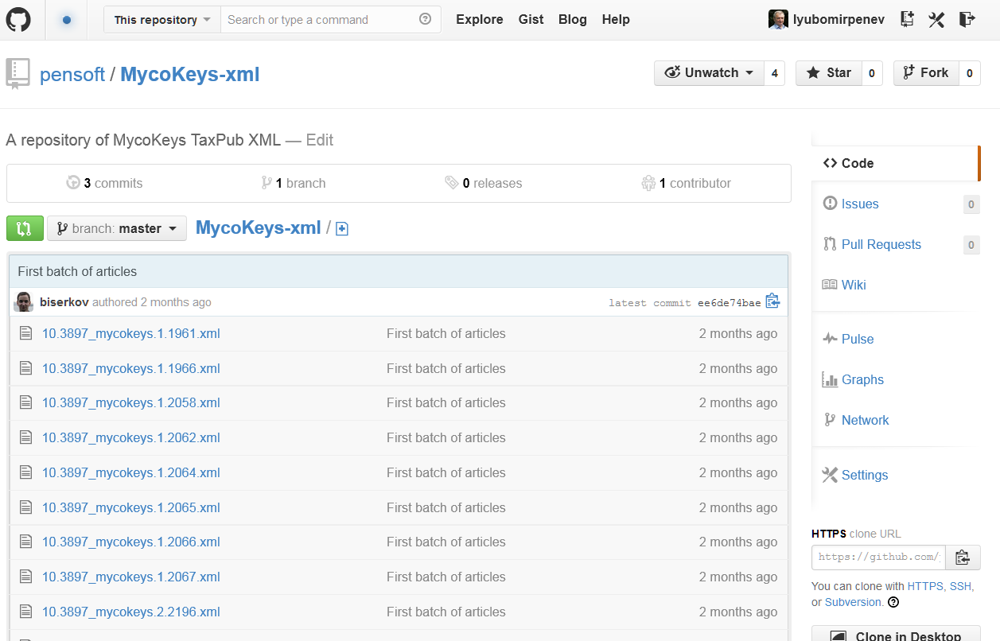 This repository Search or type a command Explore Gist Blog Help lyubomirpenev
pensoft / MycoKeys-xml Unwatch 4 Star 0 Fork 0
A repository of MycoKeys TaxPub XML — Edit
3 commits 1 branch 0 releases 1 contributor
branch: master MycoKeys-xml /
First batch of articles
biserkov authored 2 months ago latest commit ee6de74bae
10.3897_mycokeys.1.1961.xml First batch of articles 2 months ago
10.3897_mycokeys.1.1966.xml First batch of articles 2 months ago
10.3897_mycokeys.1.2058.xml First batch of articles 2 months ago
10.3897_mycokeys.1.2062.xml First batch of articles 2 months ago
10.3897_mycokeys.1.2064.xml First batch of articles 2 months ago
10.3897_mycokeys.1.2065.xml First batch of articles 2 months ago
10.3897_mycokeys.1.2066.xml First batch of articles 2 months ago
10.3897_mycokeys.1.2067.xml First batch of articles 2 months ago
10.3897_mycokeys.2.2196.xml First batch of articles 2 months ago
Code
Issues 0
Pull Requests 0
Wiki
Pulse
Graphs
Network
Settings
HTTPS clone URL
https://github.com/
You can clone with HTTPS, SSH,
or Subversion.
Clone in Desktop